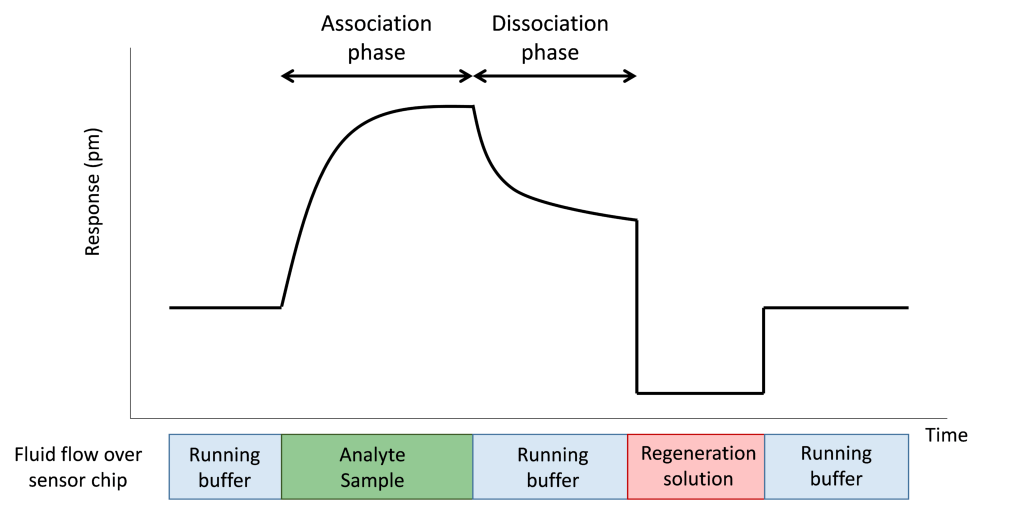 Association
phase
Dissociation
phase
Response (pm)
Time
Fluid flow over
sensor chip
Running
buffer
Analyte
Sample
Running
buffer
Regeneration
solution
Running
buffer